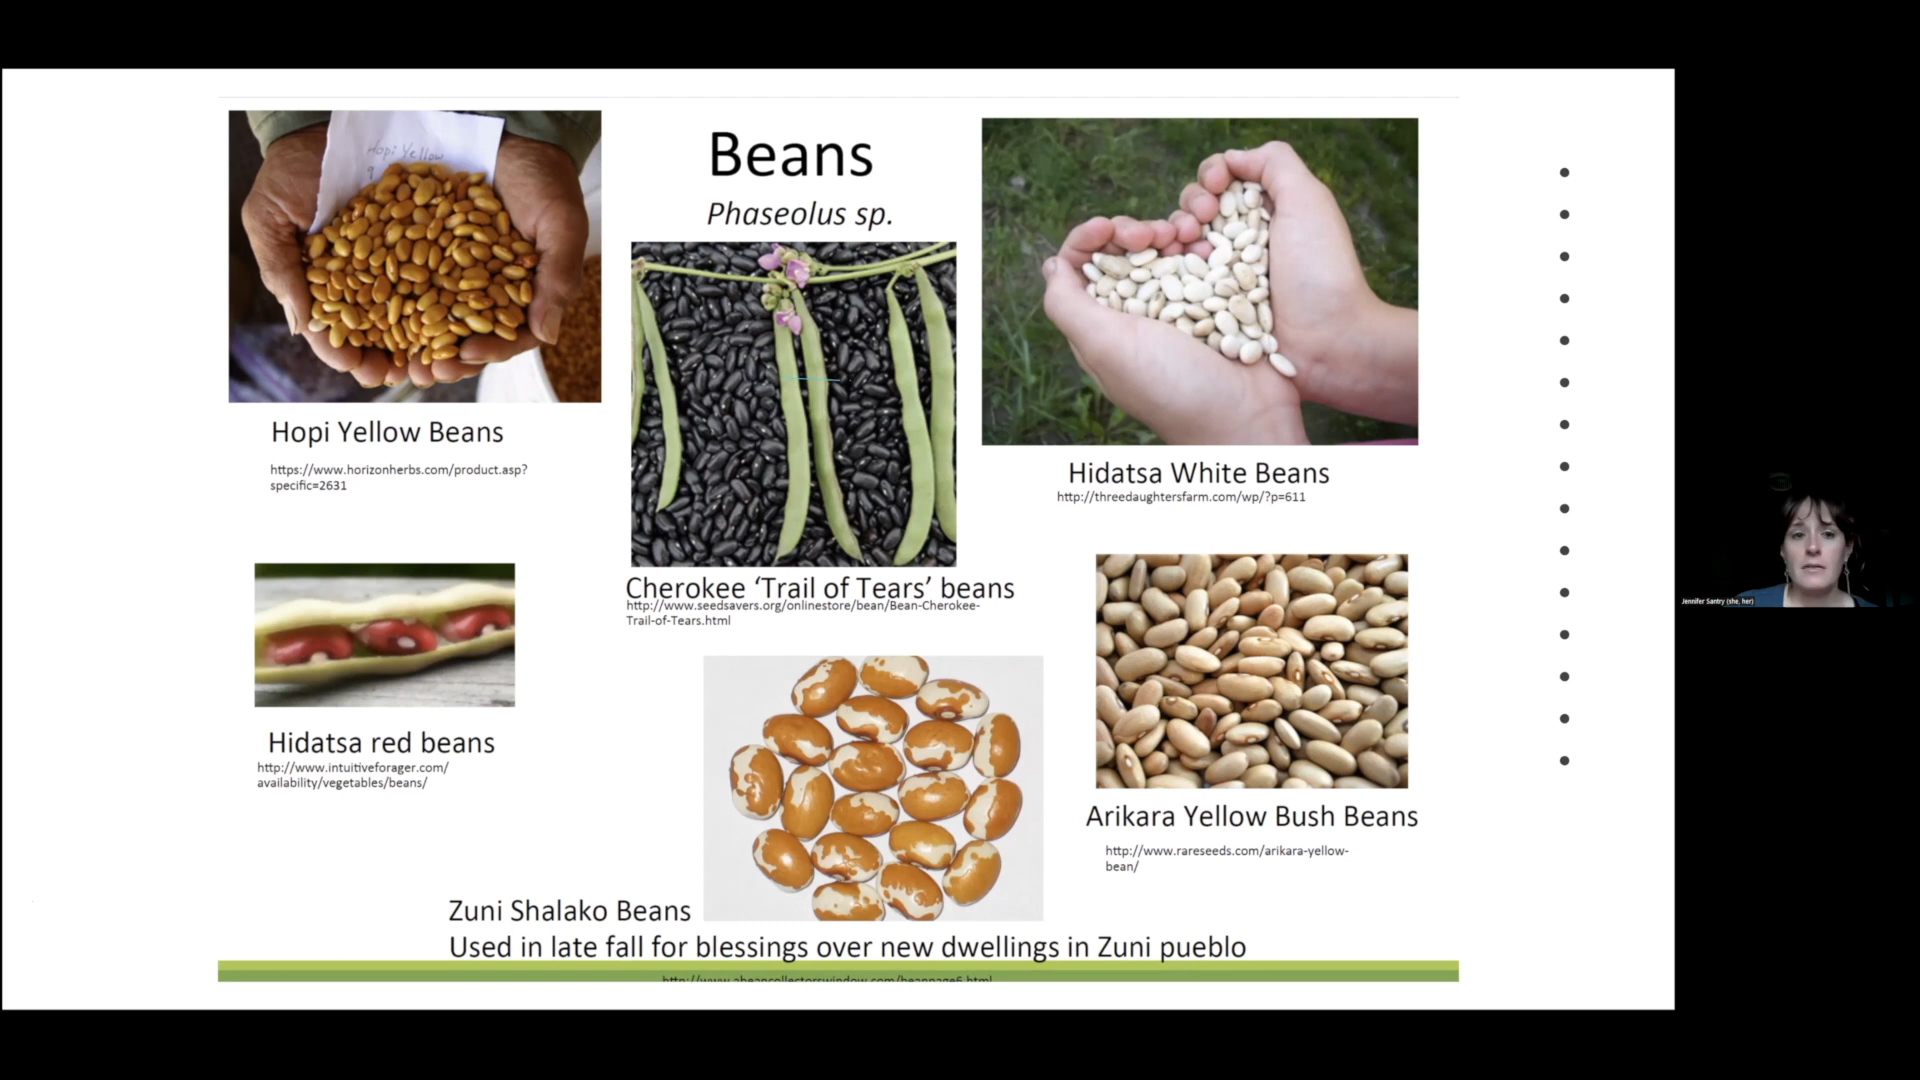 Hopi Yellow
9
Beans
Phaseolus sp.
Hopi Yellow Beans
https://www.horizonherbs.com/product.asp?
specific=2631
Hidatsa White Beans
http://threedaughtersfarm.com/wp/?p=611
Cherokee ‘Trail of Tears’ beans
http://www.seedsavers.org/onlinestore/bean/Bean-Cherokee-
Trail-of-Tears.html
Hidatsa red beans
http://www.intuitiveforager.com/
availability/vegetables/beans/
Arikara Yellow Bush Beans
http://www.rareseeds.com/arikara-yellow-
bean/
Zuni Shalako Beans
Used in late fall for blessings over new dwellings in Zuni pueblo
http://www.abeancollectorswindow.com/beanpage6.html
Jennifer Santry (she, her)